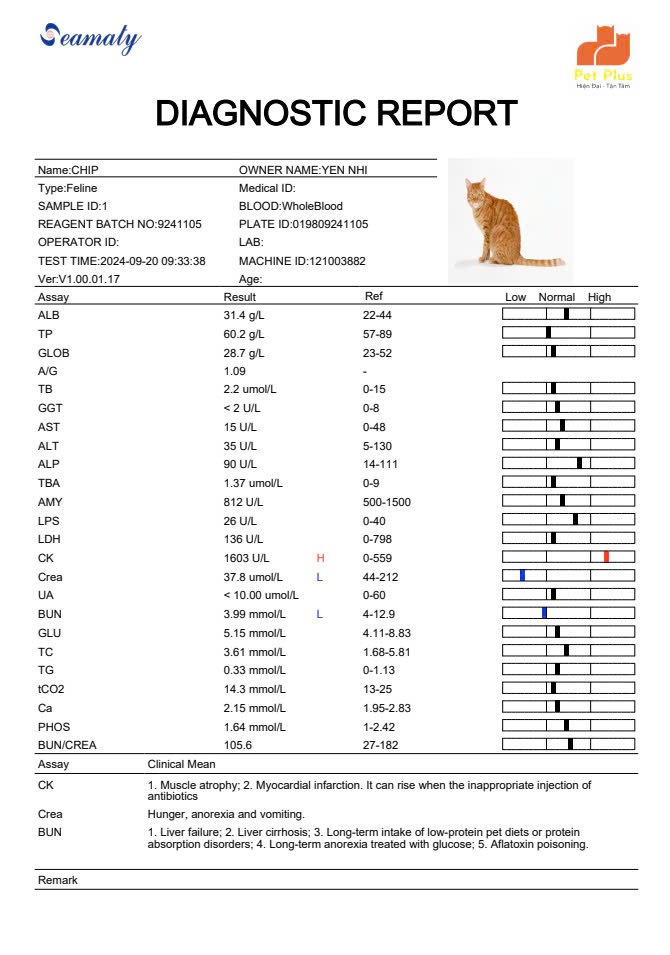 Seamaty
Pet Plus
Hiện Đại - Tận Tâm
DIAGNOSTIC REPORT
Name:CHIP OWNER NAME:YEN NHI
Type:Feline Medical ID:
SAMPLE ID:1 BLOOD:WholeBlood
REAGENT BATCH NO:9241105 PLATE ID:019809241105
OPERATOR ID: LAB:
TEST TIME:2024-09-20 09:33:38 MACHINE ID:121003882
Ver:V1.00.01.17 Age:
Assay Result Ref Low Normal High
ALB 31.4 g/L 22-44
TP 60.2 g/L 57-89
GLOB 28.7 g/L 23-52
A/G 1.09 -
TB 2.2 umol/L 0-15
GGT < 2 U/L 0-8
AST 15 U/L 0-48
ALT 35 U/L 5-130
ALP 90 U/L 14-111
TBA 1.37 umol/L 0-9
AMY 812 U/L 500-1500
LPS 26 U/L 0-40
LDH 136 U/L 0-798
CK 1603 U/L H 0-559
Crea 37.8 umol/L L 44-212
UA < 10.00 umol/L 0-60
BUN 3.99 mmol/L L 4-12.9
GLU 5.15 mmol/L 4.11-8.83
TC 3.61 mmol/L 1.68-5.81
TG 0.33 mmol/L 0-1.13
tCO2 14.3 mmol/L 13-25
Ca 2.15 mmol/L 1.95-2.83
PHOS 1.64 mmol/L 1-2.42
BUN/CREA 105.6 27-182
Assay Clinical Mean
CK 1. Muscle atrophy; 2. Myocardial infarction. It can rise when the inappropriate injection of
antibiotics
Crea Hunger, anorexia and vomiting.
BUN 1. Liver failure; 2. Liver cirrhosis; 3. Long-term intake of low-protein pet diets or protein
absorption disorders; 4. Long-term anorexia treated with glucose; 5. Aflatoxin poisoning.
Remark